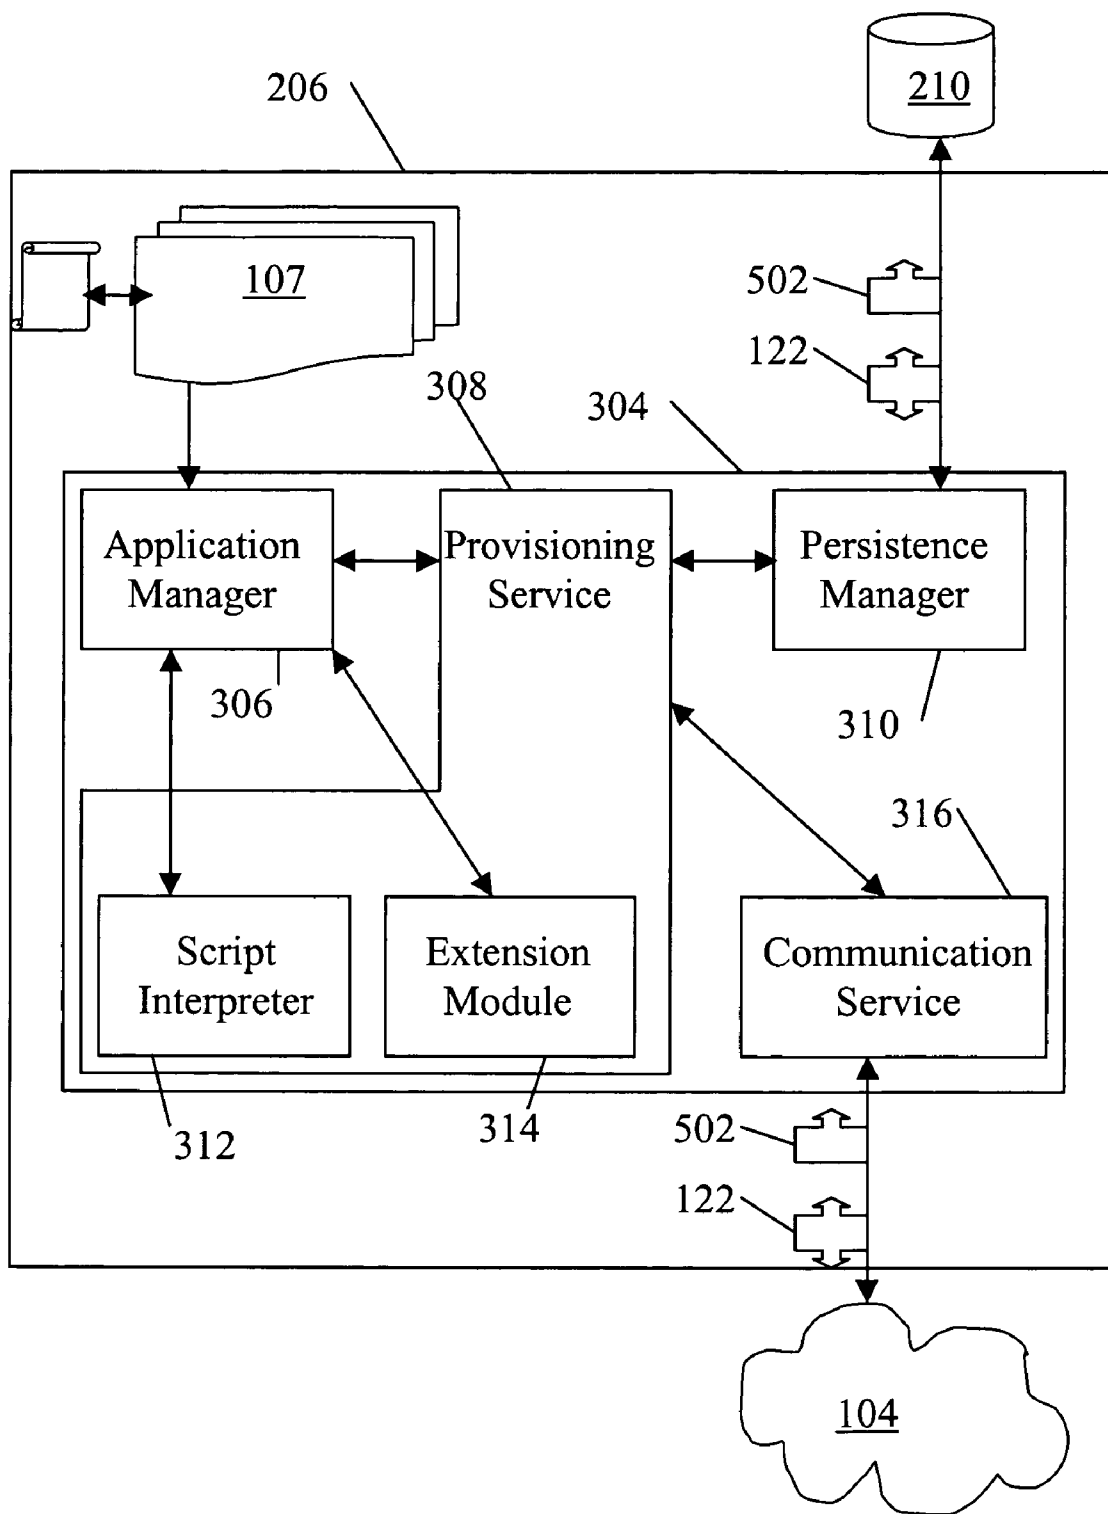 210
206
107
502
122
308
304
Application
Manager
Provisioning
Service
Persistence
Manager
306
310
316
Script
Interpreter
Extension
Module
Communication
Service
312
314
502
122
104